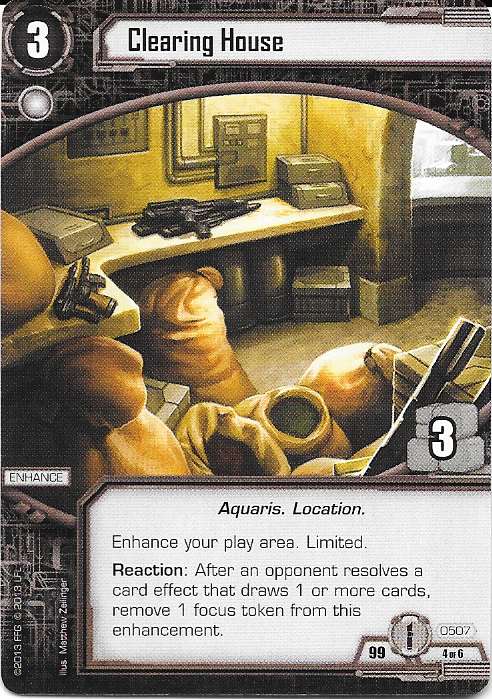 3
Clearing House
3
ENHANCE
Aquaris. Location.
Enhance your play area. Limited.
Reaction: After an opponent resolves a
card effect that draws 1 or more cards,
remove 1 focus token from this
enhancement.
©2013 FFG © 2013 LFL
Illus. Matthew Zeilinger
99
1
0507
4 OF 6